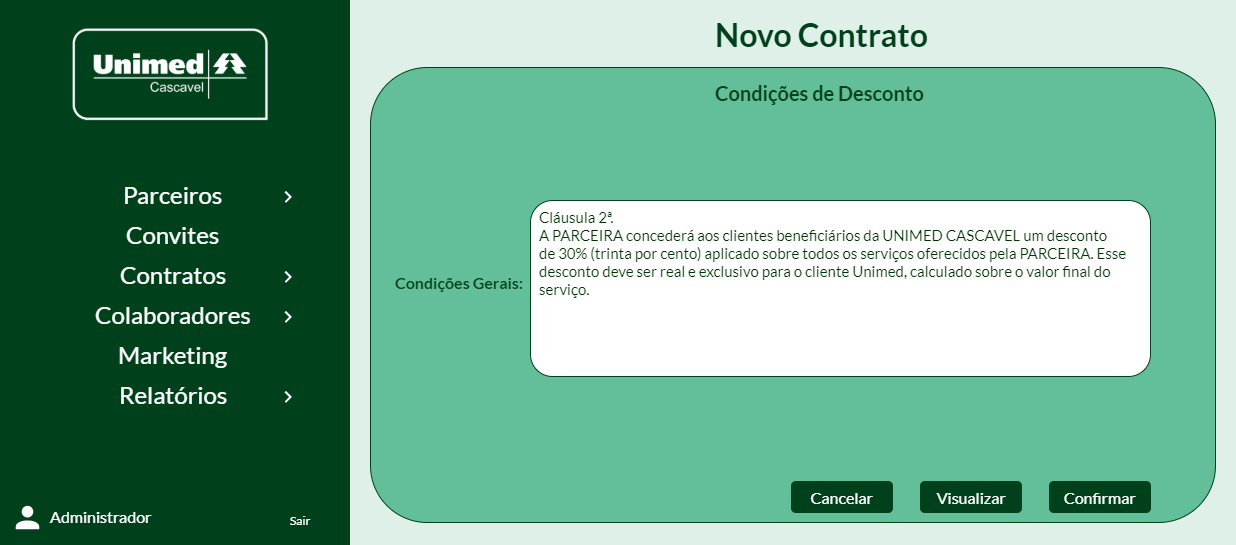 Unimed
Cascavel
Parceiros
Convites
Contratos
Colaboradores
Marketing
Relatórios
Administrador
Sair
Novo Contrato
Condições de Desconto
Condições Gerais:
Cláusula 2ª.
A PARCEIRA concederá aos clientes beneficiários da UNIMED CASCAVEL um desconto
de 30% (trinta por cento) aplicado sobre todos os serviços oferecidos pela PARCEIRA. Esse
desconto deve ser real e exclusivo para o cliente Unimed, calculado sobre o valor final do
serviço.
Cancelar
Visualizar
Confirmar